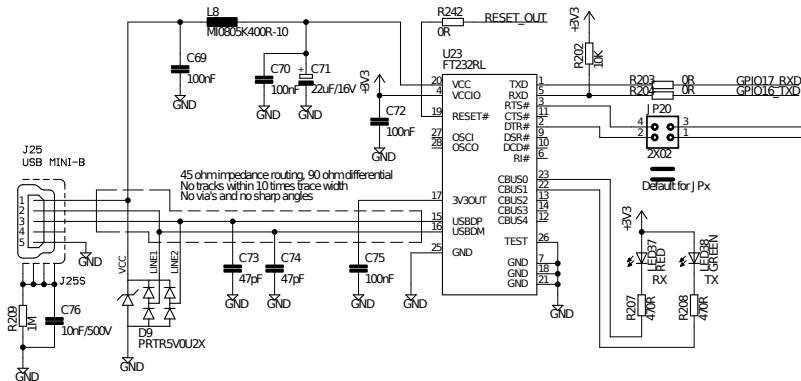 L8
MI0805K400R-10
R242
0R
RESET_OUT
+3V3
R202
10K
C69
100nF
GND
C70
100nF
GND
C71
+
22uF/16V
GND
+3V3
C72
100nF
GND
U23
FT232RL
20 VCC
4 VCCIO
19 RESET#
27 OSCI
28 OSCO
17 3V3OUT
15 USBDP
16 USBDM
25 GND
TXD 1
RXD 5
RTS# 3
CTS# 11
DTR# 2
DSR# 9
DCD# 10
RI# 6
CBUS0 23
CBUS1 22
CBUS2 13
CBUS3 14
CBUS4 12
TEST 26
GND 7
GND 18
GND 21
GND
GND
R203 0R GPIO17_RXD
R204 0R GPIO16_TXD
JP20
4 3
2 1
2X02
Default for JPx
+3V3
LED37
RED
RX
LED38
GREEN
TX
R207
470R
R208
470R
J25
USB MINI-B
1
2
3
4
5
GND
J25S
R209
1M
C76
10nF/500V
GND
45 ohm impedance routing, 90 ohm differential
No tracks within 10 times trace width
No via's and no sharp angles
VCC
LINE1
LINE2
D9
PRTR5V0U2X
GND
C73
47pF
GND
C74
47pF
GND
C75
100nF
GND